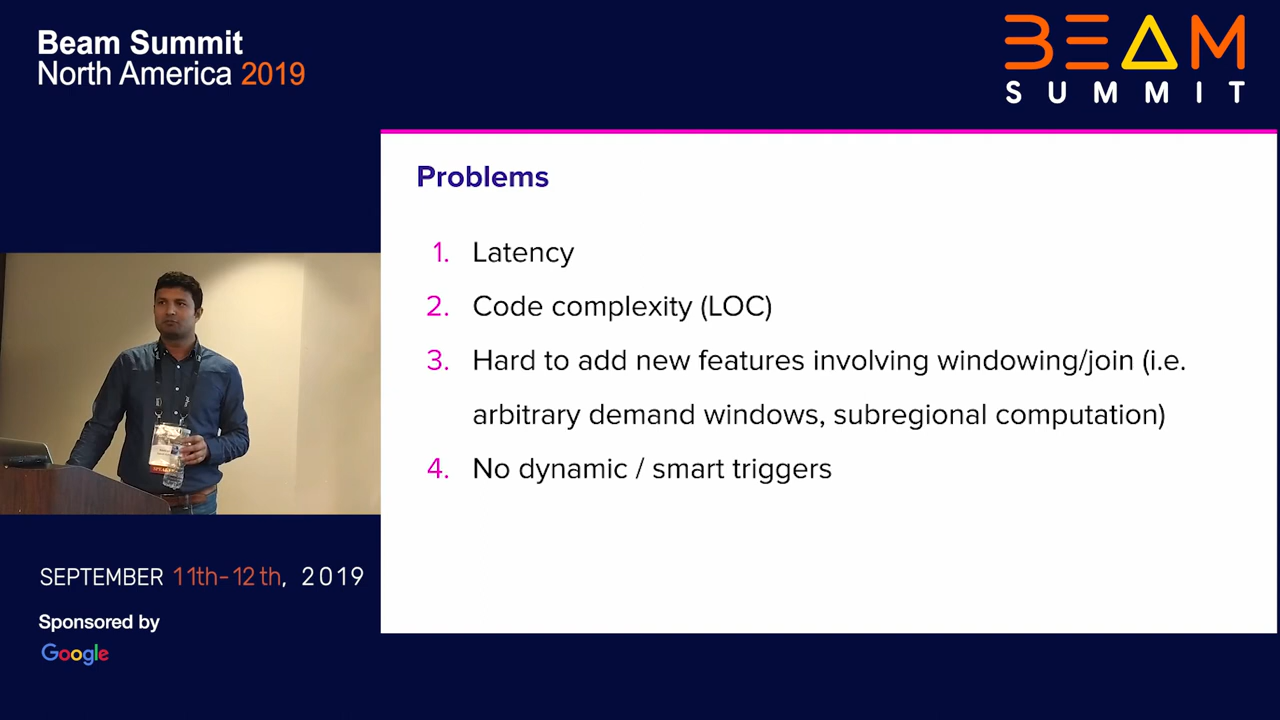 Beam Summit
North America 2019
BEAM
SUMMIT
Problems
1. Latency
2. Code complexity (LOC)
3. Hard to add new features involving windowing/join (i.e.
arbitrary demand windows, subregional computation)
4. No dynamic / smart triggers
SEPTEMBER 11th-12th, 2019
Sponsored by
Google